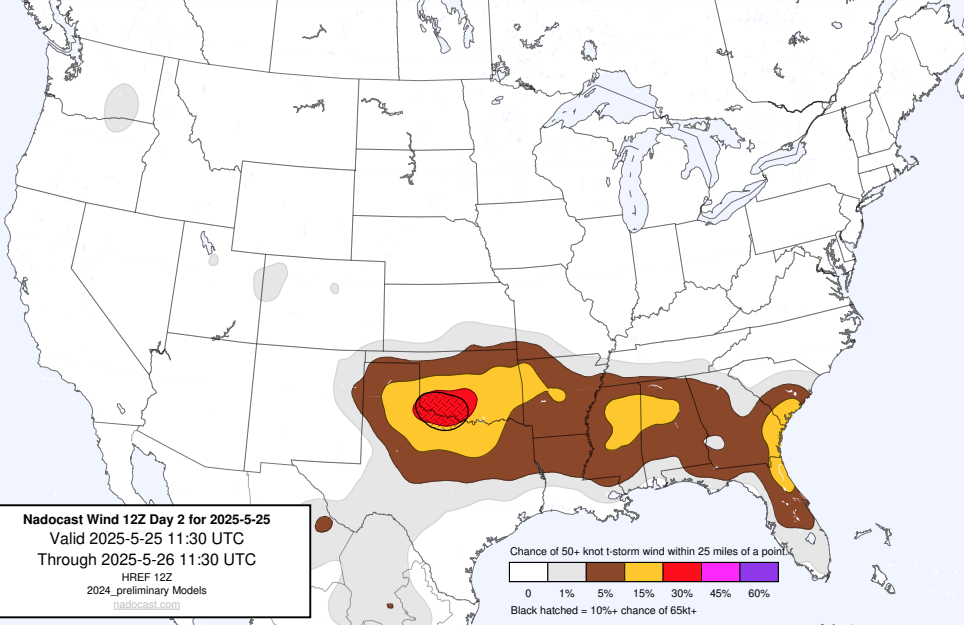 Nadocast Wind 12Z Day 2 for 2025-5-25
Valid 2025-5-25 11:30 UTC
Through 2025-5-26 11:30 UTC
HREF 12Z
2024_preliminary Models
nadocast.com
Chance of 50+ knot t-storm wind within 25 miles of a point.
0 1% 5% 15% 30% 45% 60%
Black hatched = 10%+ chance of 65kt+